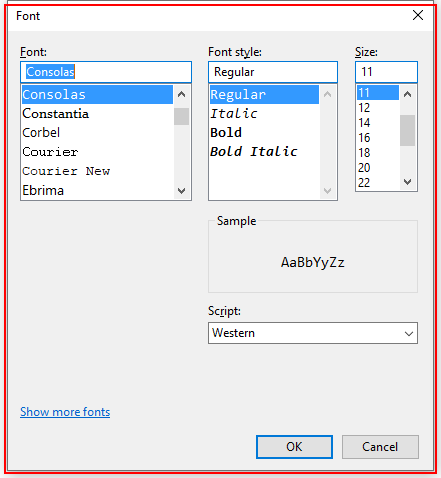 Font
Font: Font style: Size:
Consolas Regular 11
Consolas Regular 11
Constantia Italic 12
Corbel Bold 14
Courier Bold Italic 16
Courier New 18
Ebrima 20
22
Sample
AaBbYyZz
Script:
Western
Show more fonts
OK Cancel